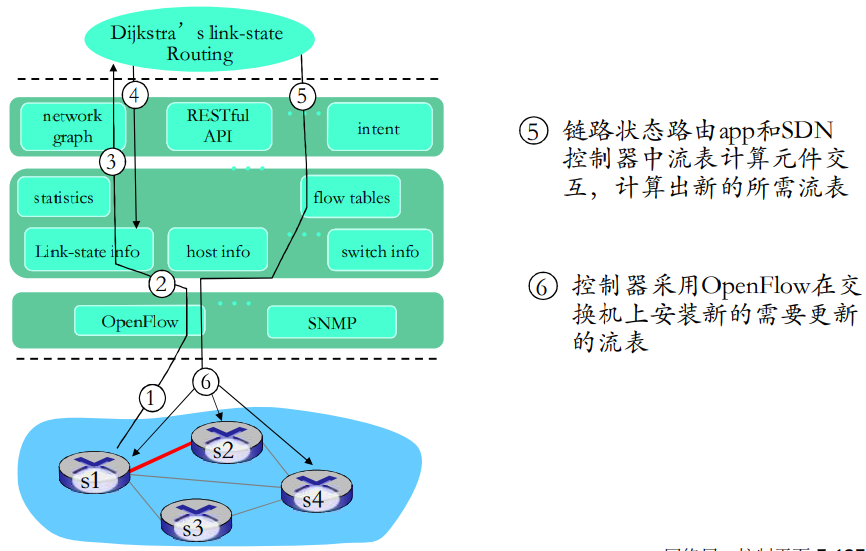 Dijkstra’s link-state
Routing
④
⑤
network
graph
RESTful
API
intent
③
statistics
flow tables
Link-state info
host info
switch info
②
OpenFlow
SNMP
①
⑥
s1
s2
s3
s4
⑤ 链路状态路由app和SDN
控制器中流表计算元件交
互，计算出新的所需流表
⑥ 控制器采用OpenFlow在交
换机上安装新的需要更新
的流表